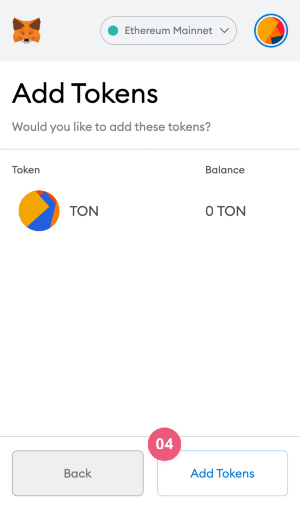 Ethereum Mainnet
Add Tokens
Would you like to add these tokens?
Token Balance
TON 0 TON
04
Back Add Tokens